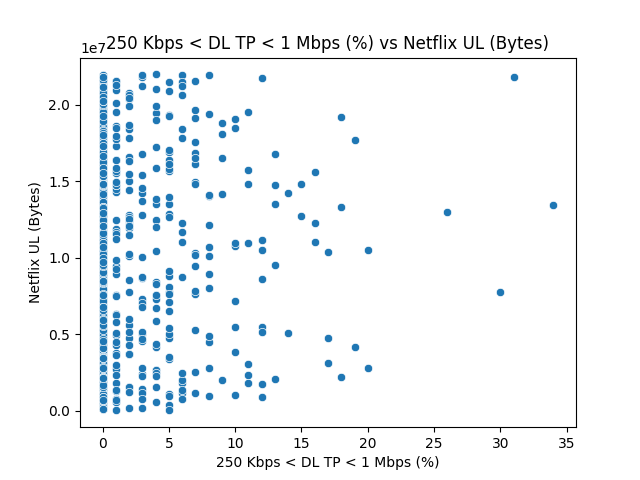 1e7 250 Kbps < DL TP < 1 Mbps (%) vs Netflix UL (Bytes)
2.0
1.5
1.0
0.5
0.0
Netflix UL (Bytes)
0 5 10 15 20 25 30 35
250 Kbps < DL TP < 1 Mbps (%)